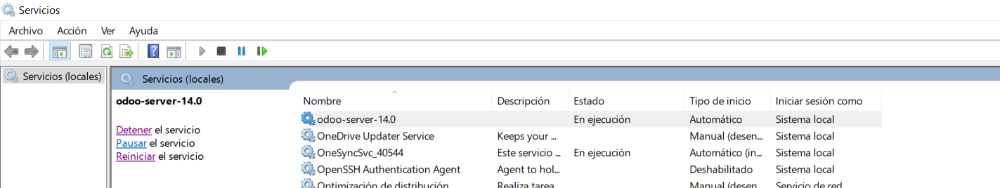 Servicios
Archivo Acción Ver Ayuda
Servicios (locales)
Servicios (locales)
odoo-server-14.0
Detener el servicio
Pausar el servicio
Reiniciar el servicio
Nombre Descripción Estado Tipo de inicio Iniciar sesión como
odoo-server-14.0 En ejecución Automático Sistema local
OneDrive Updater Service Keeps your ... Manual (desen... Sistema local
OneSyncSvc_40544 Este servicio ... En ejecución Automático (in... Sistema local
OpenSSH Authentication Agent Agent to hol... Deshabilitado Sistema local
Optimización de distribución Realiza tarea Manual (desen Servicio de red